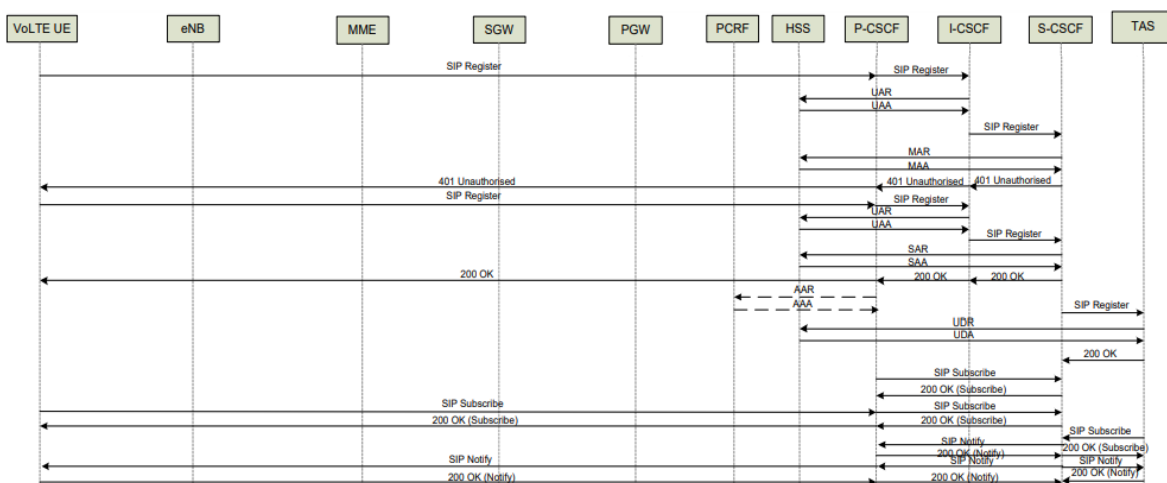 VoLTE UE eNB MME SGW PGW PCRF HSS P-CSCF I-CSCF S-CSCF TAS
SIP Register SIP Register
UAR
UAA
SIP Register
MAR
MAA
401 Unauthorised 401 Unauthorised 401 Unauthorised
SIP Register SIP Register
UAR
UAA
SIP Register
SAR
SAA
200 OK 200 OK 200 OK
AAR
AAA SIP Register
UDR
UDA
200 OK
SIP Subscribe
200 OK (Subscribe)
SIP Subscribe SIP Subscribe
200 OK (Subscribe) 200 OK (Subscribe)
SIP Subscribe
SIP Notify 200 OK (Subscribe)
200 OK (Notify)
SIP Notify SIP Notify SIP Notify
200 OK (Notify) 200 OK (Notify) 200 OK (Notify)